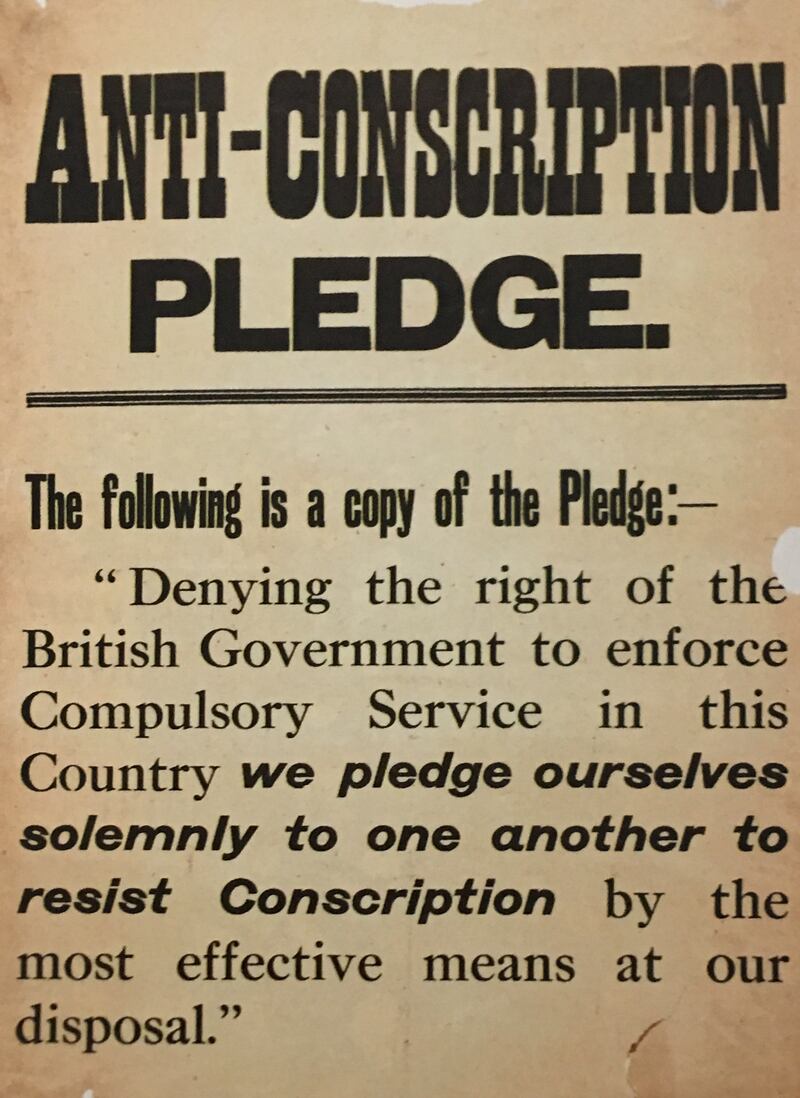 ANTI-CONSCRIPTION
PLEDGE.
The following is a copy of the Pledge:—
“Denying the right of the
British Government to enforce
Compulsory Service in this
Country we pledge ourselves
solemnly to one another to
resist Conscription by the
most effective means at our
disposal.”